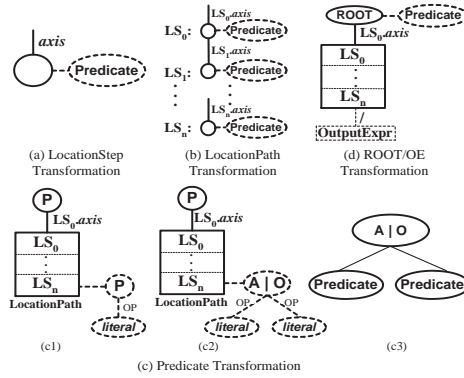 axis
Predicate
(a) LocationStep
Transformation
LS0.axis
LS0:
Predicate
LS1.axis
LS1:
Predicate
LSn.axis
LSn:
Predicate
(b) LocationPath
Transformation
ROOT
Predicate
LS0.axis
LS0
LSn
/
OutputExpr
(d) ROOT/OE
Transformation
P
LS0.axis
LS0
LSn
LocationPath
P
OP
literal
(c1)
P
LS0.axis
LS0
LSn
LocationPath
A | O
OP
OP
literal
literal
(c2)
A | O
Predicate
Predicate
(c3)
(c) Predicate Transformation